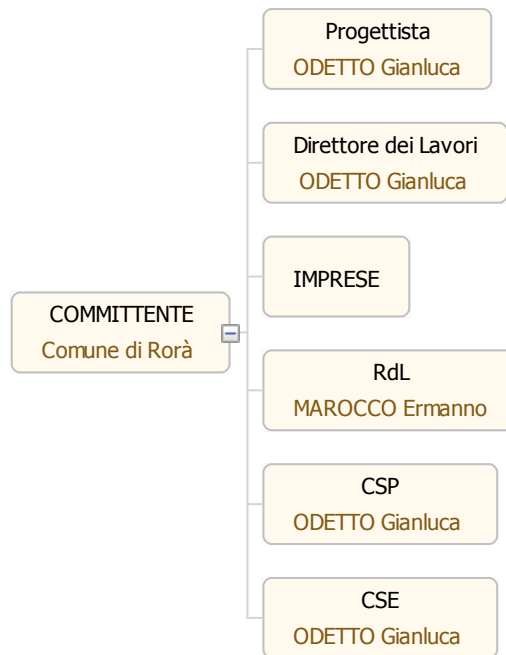 Progettista
ODETTO Gianluca
Direttore dei Lavori
ODETTO Gianluca
IMPRESE
COMMITTENTE
Comune di Rorà
RdL
MAROCCO Ermanno
CSP
ODETTO Gianluca
CSE
ODETTO Gianluca